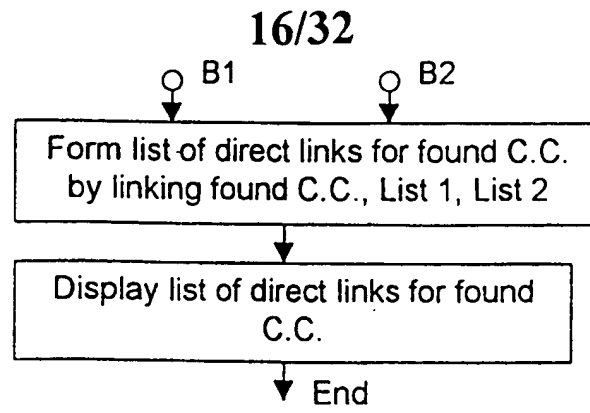 16/32
B1
B2
Form list of direct links for found C.C.
by linking found C.C., List 1, List 2
Display list of direct links for found
C.C.
End